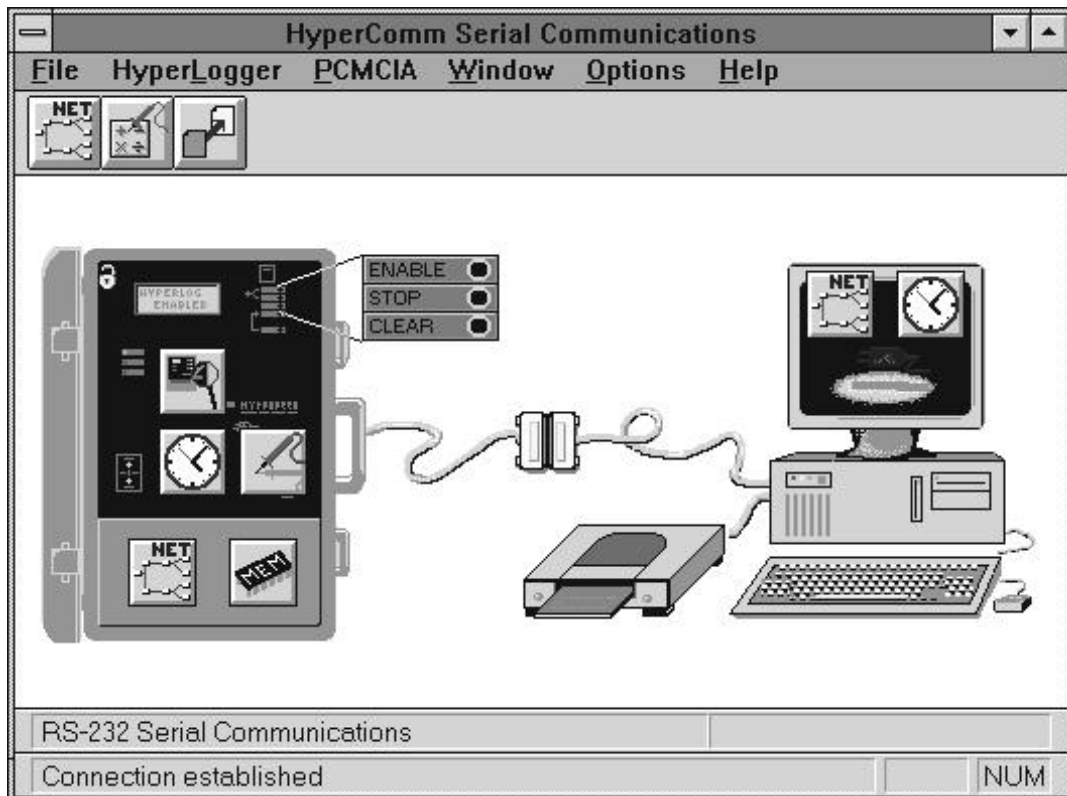 HyperComm Serial Communications
File HyperLogger PCMCIA Window Options Help
NET
HYPERLOG
ENABLED
ENABLE
STOP
CLEAR
NET
NET
MEM
RS-232 Serial Communications
Connection established NUM